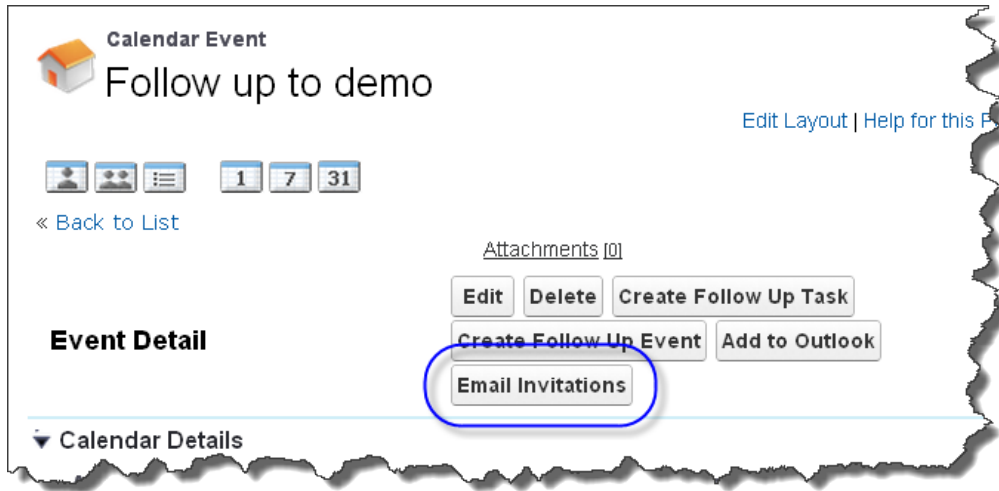 Calendar Event
Follow up to demo
Edit Layout | Help for this P
1 7 31
« Back to List
Attachments [0]
Edit Delete Create Follow Up Task
Event Detail
Create Follow Up Event Add to Outlook
Email Invitations
Calendar Details